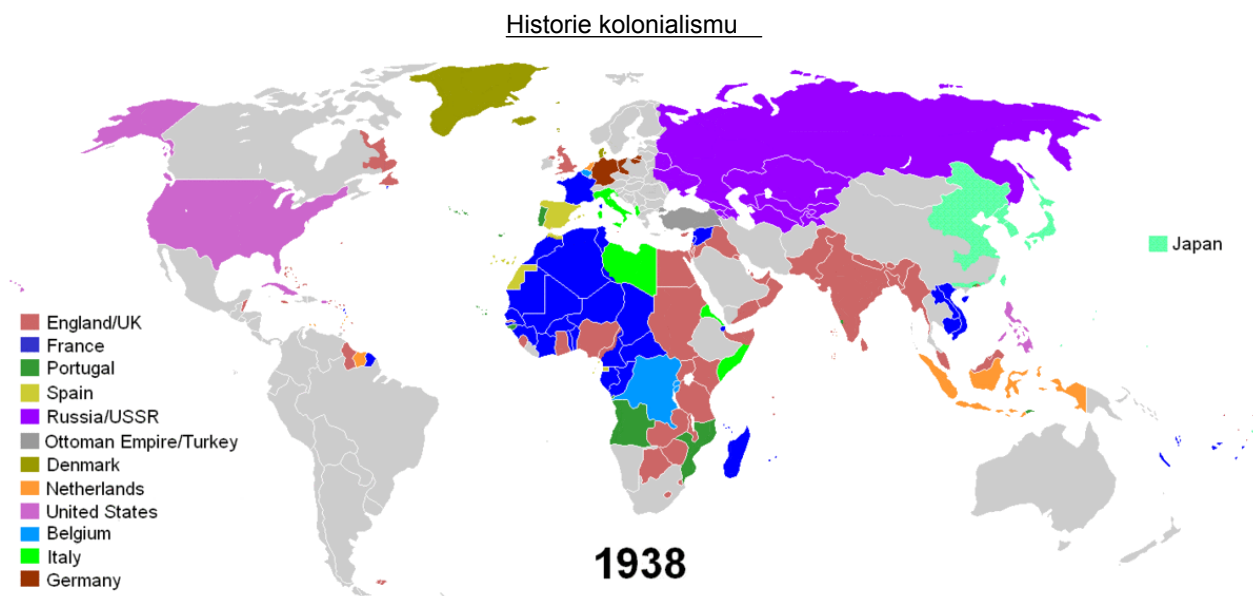 Historie kolonialismu
Japan
England/UK
France
Portugal
Spain
Russia/USSR
Ottoman Empire/Turkey
Denmark
Netherlands
United States
Belgium
Italy
Germany
1938